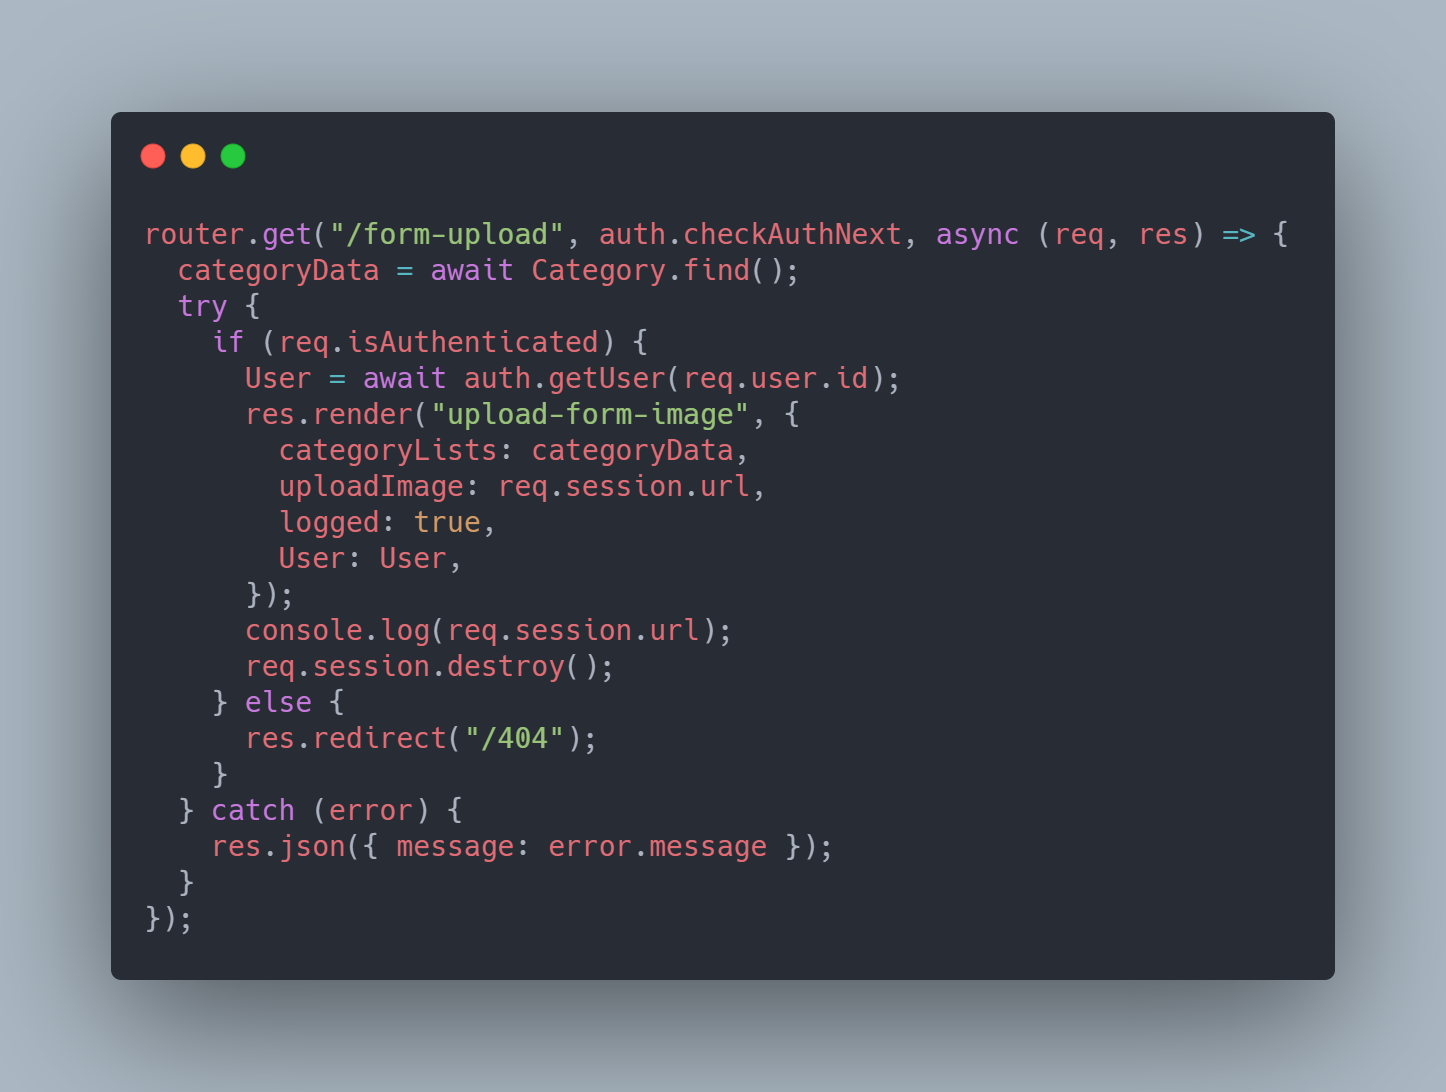 router.get("/form-upload", auth.checkAuthNext, async (req, res) => {
  categoryData = await Category.find();
  try {
    if (req.isAuthenticated) {
      User = await auth.getUser(req.user.id);
      res.render("upload-form-image", {
        categoryLists: categoryData,
        uploadImage: req.session.url,
        logged: true,
        User: User,
      });
      console.log(req.session.url);
      req.session.destroy();
    } else {
      res.redirect("/404");
    }
  } catch (error) {
    res.json({ message: error.message });
  }
});